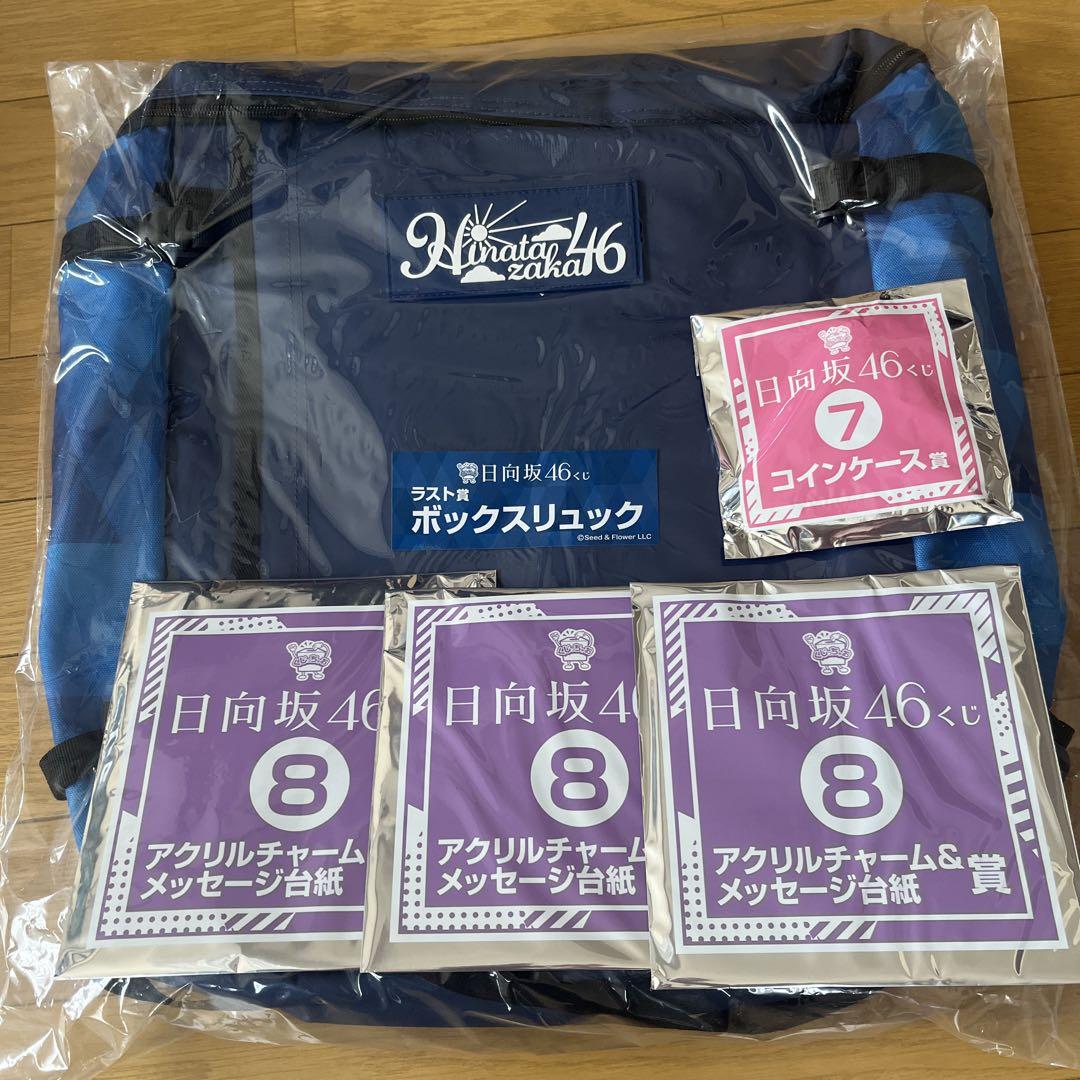 Hinata
zaka46
日向坂46くじ
7
コインケース賞
日向坂46くじ
ラスト賞
ボックスリュック
©Seed & Flower LLC
日向坂46
8
アクリルチャーム
メッセージ台紙
日向坂46
8
アクリルチャーム
メッセージ台紙
日向坂46くじ
8
アクリルチャーム&
メッセージ台紙
賞